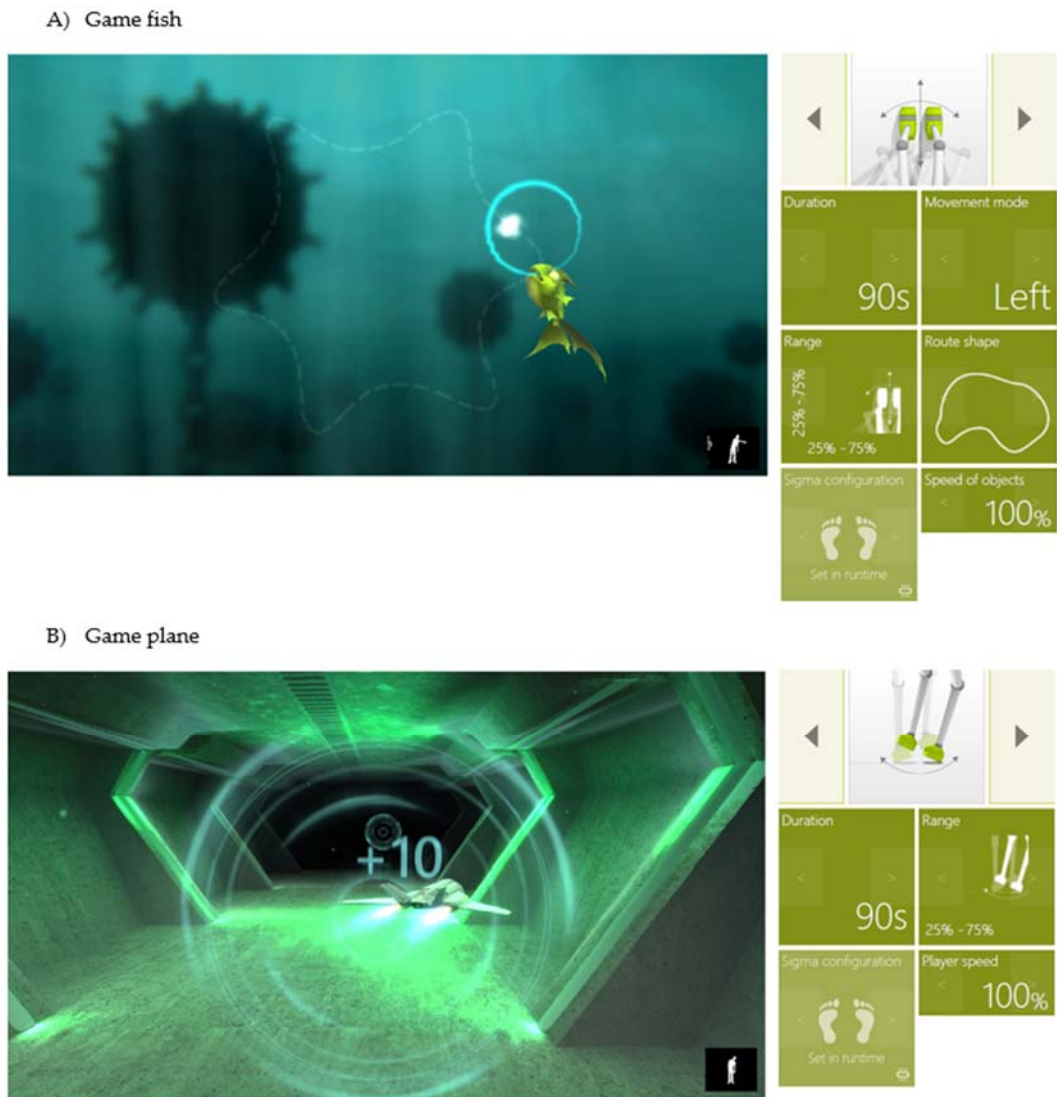 A) Game fish
Duration
90s
Movement mode
Left
Range
25% -75%
25% -75%
Route shape
Sigma configuration
Set in runtime
Speed of objects
100%
B) Game plane
+10
Duration
90s
Range
25% -75%
Sigma configuration
Set in runtime
Player speed
100%